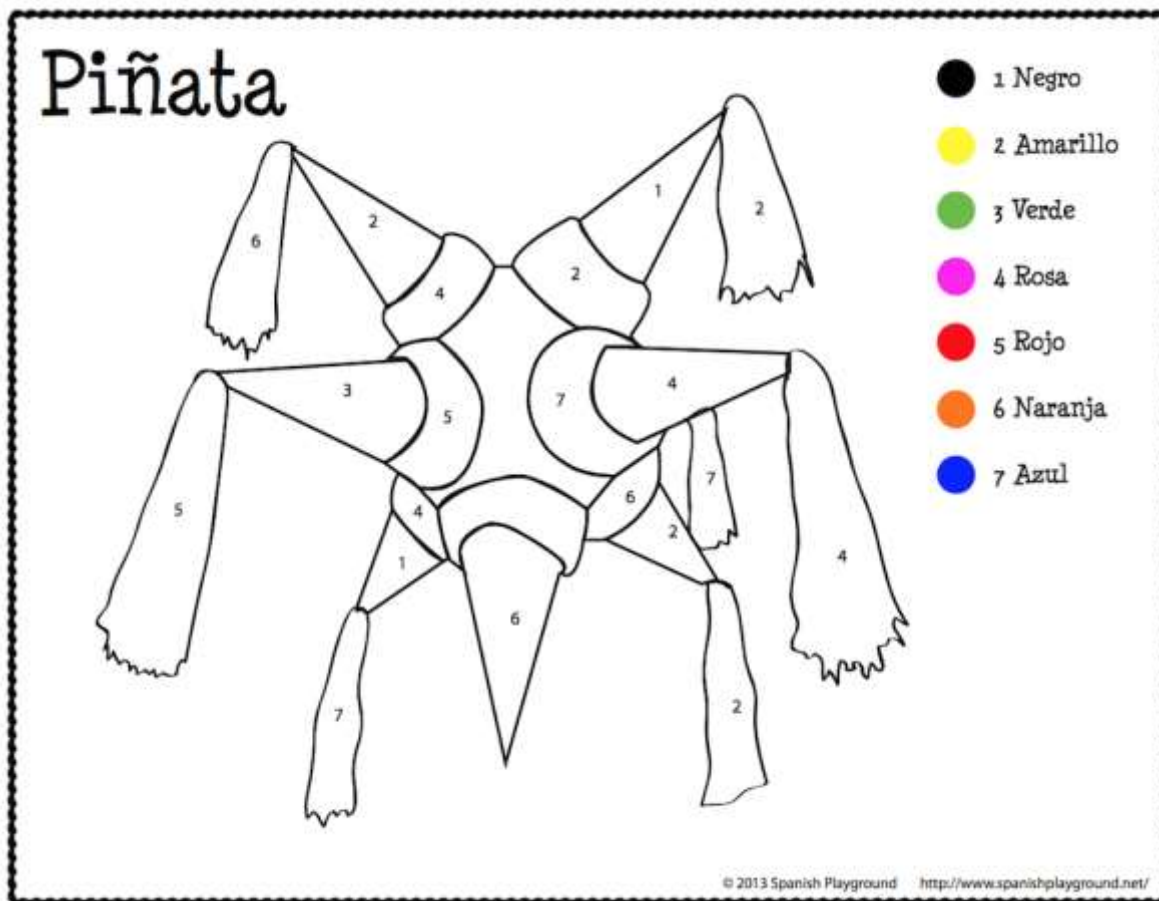 Piñata
1 Negro
2 Amarillo
3 Verde
4 Rosa
5 Rojo
6 Naranja
7 Azul
1
2
2
6
2
4
3
5
7
4
5
4
6
7
2
1
4
6
7
2
© 2013 Spanish Playground http://www.spanishplayground.net/